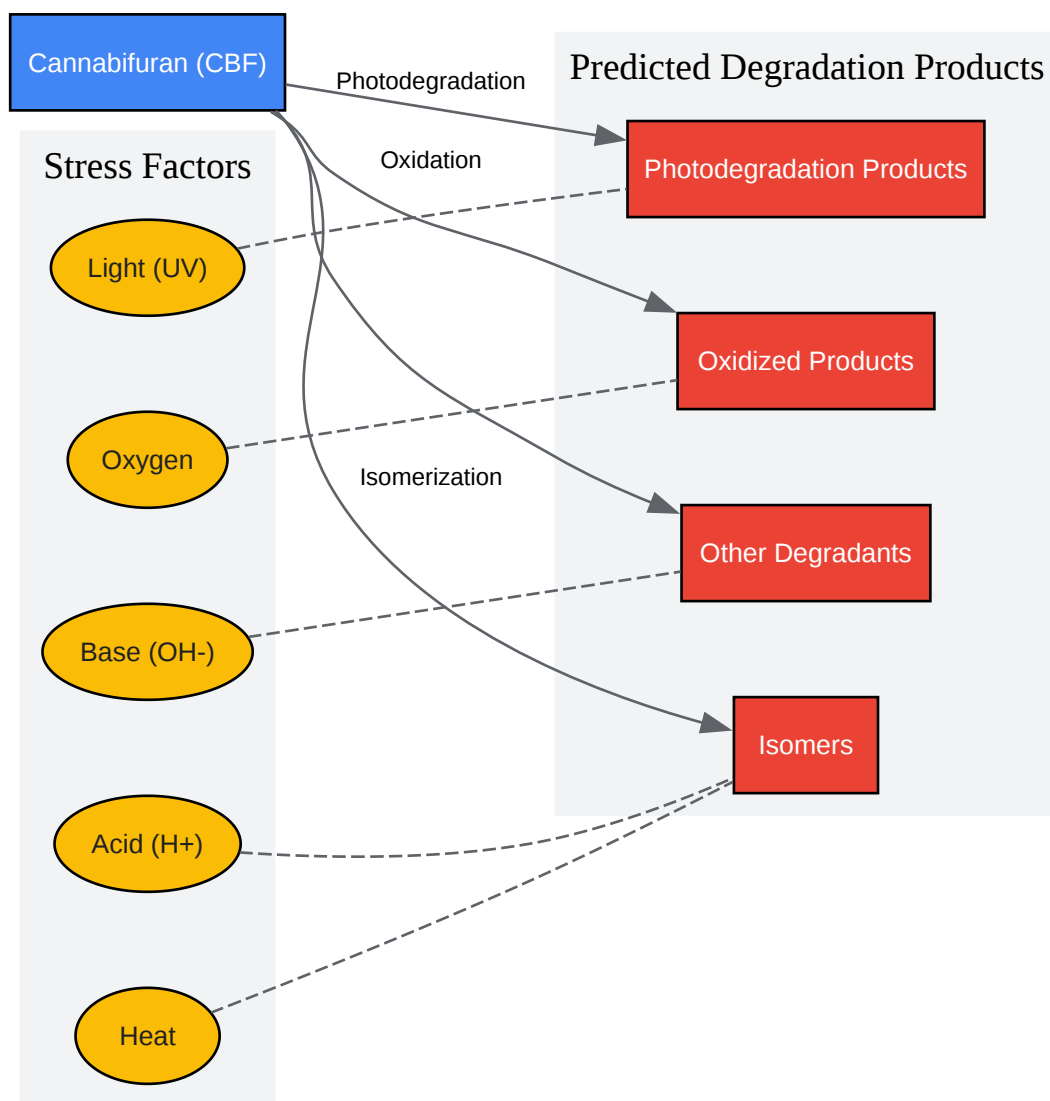 Cannabifuran (CBF)
Predicted Degradation Products
Photodegradation
Stress Factors
Oxidation
Photodegradation Products
Light (UV)
Oxidized Products
Oxygen
Isomerization
Other Degradants
Base (OH-)
Isomers
Acid (H+)
Heat